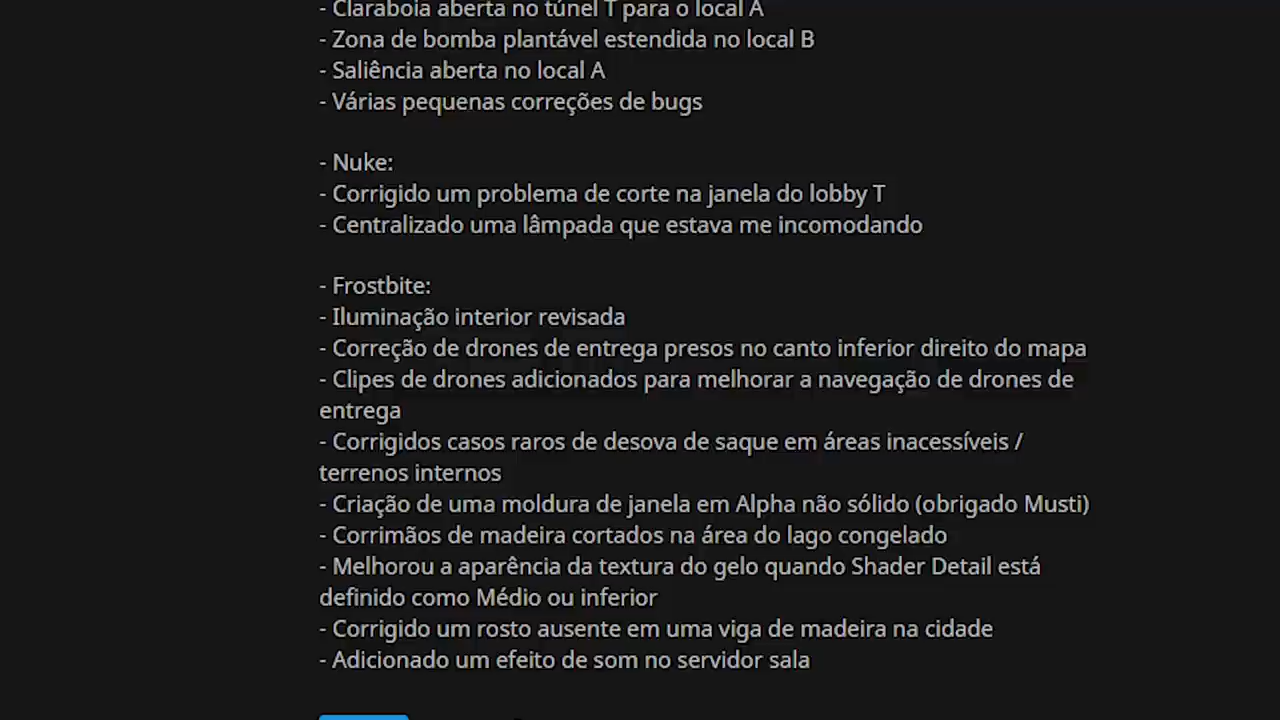 - Claraboia aberta no túnel T para o local A
- Zona de bomba plantável estendida no local B
- Saliência aberta no local A
- Várias pequenas correções de bugs
- Nuke:
- Corrigido um problema de corte na janela do lobby T
- Centralizado uma lâmpada que estava me incomodando
- Frostbite:
- Iluminação interior revisada
- Correção de drones de entrega presos no canto inferior direito do mapa
- Clipes de drones adicionados para melhorar a navegação de drones de
entrega
- Corrigidos casos raros de desova de saque em áreas inacessíveis /
terrenos internos
- Criação de uma moldura de janela em Alpha não sólido (obrigado Musti)
- Corrimãos de madeira cortados na área do lago congelado
- Melhorou a aparência da textura do gelo quando Shader Detail está
definido como Médio ou inferior
- Corrigido um rosto ausente em uma viga de madeira na cidade
- Adicionado um efeito de som no servidor sala